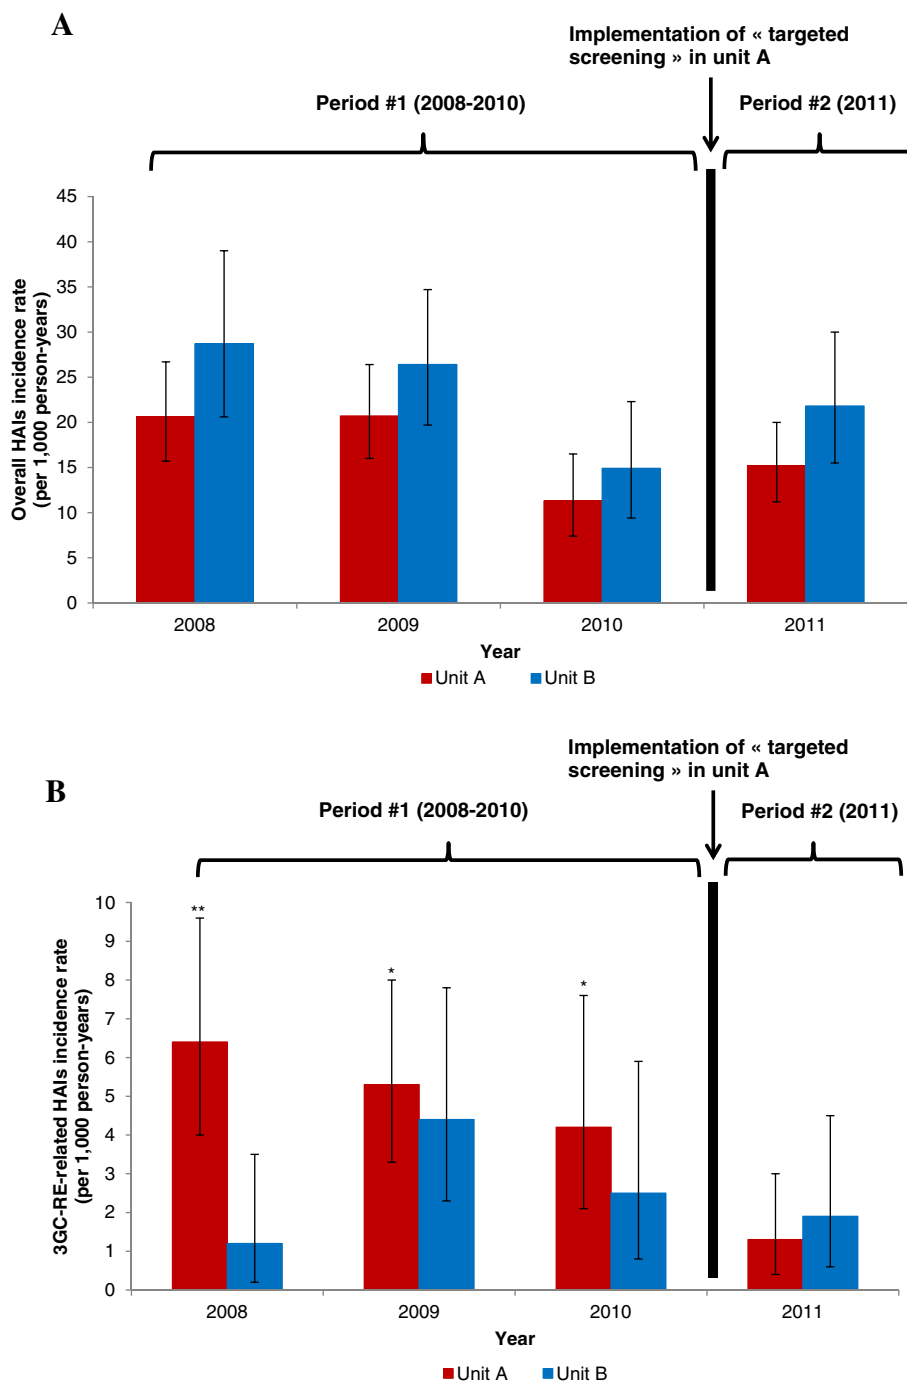 A
Implementation of « targeted
screening » in unit A
Period #1 (2008-2010)
Period #2 (2011)
Overall HAIs incidence rate
(per 1,000 person-years)
45
40
35
30
25
20
15
10
5
0
2008 2009 2010 2011
Year
Unit A Unit B
Implementation of « targeted
screening » in unit A
B
Period #1 (2008-2010)
Period #2 (2011)
3GC-RE-related HAIs incidence rate
(per 1,000 person-years)
10
9
8
7
6
5
4
3
2
1
0
**
*
*
2008 2009 2010 2011
Year
Unit A Unit B